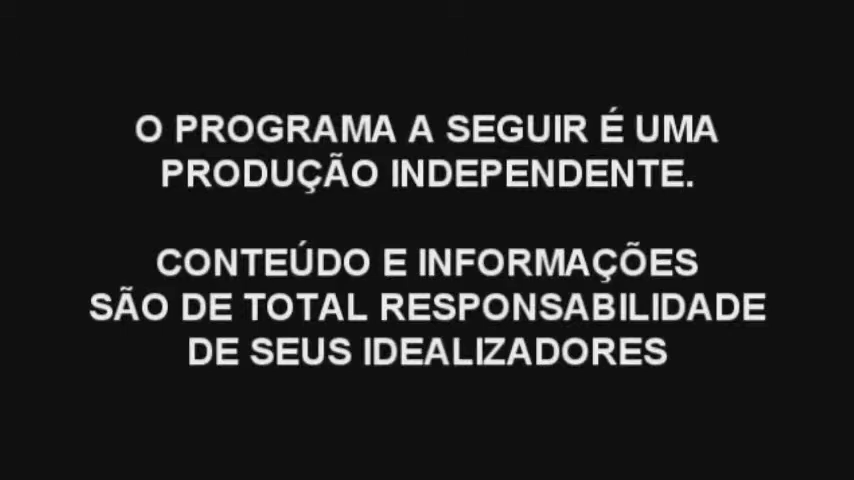 O PROGRAMA A SEGUIR É UMA
PRODUÇÃO INDEPENDENTE.
CONTEÚDO E INFORMAÇÕES
SÃO DE TOTAL RESPONSABILIDADE
DE SEUS IDEALIZADORES